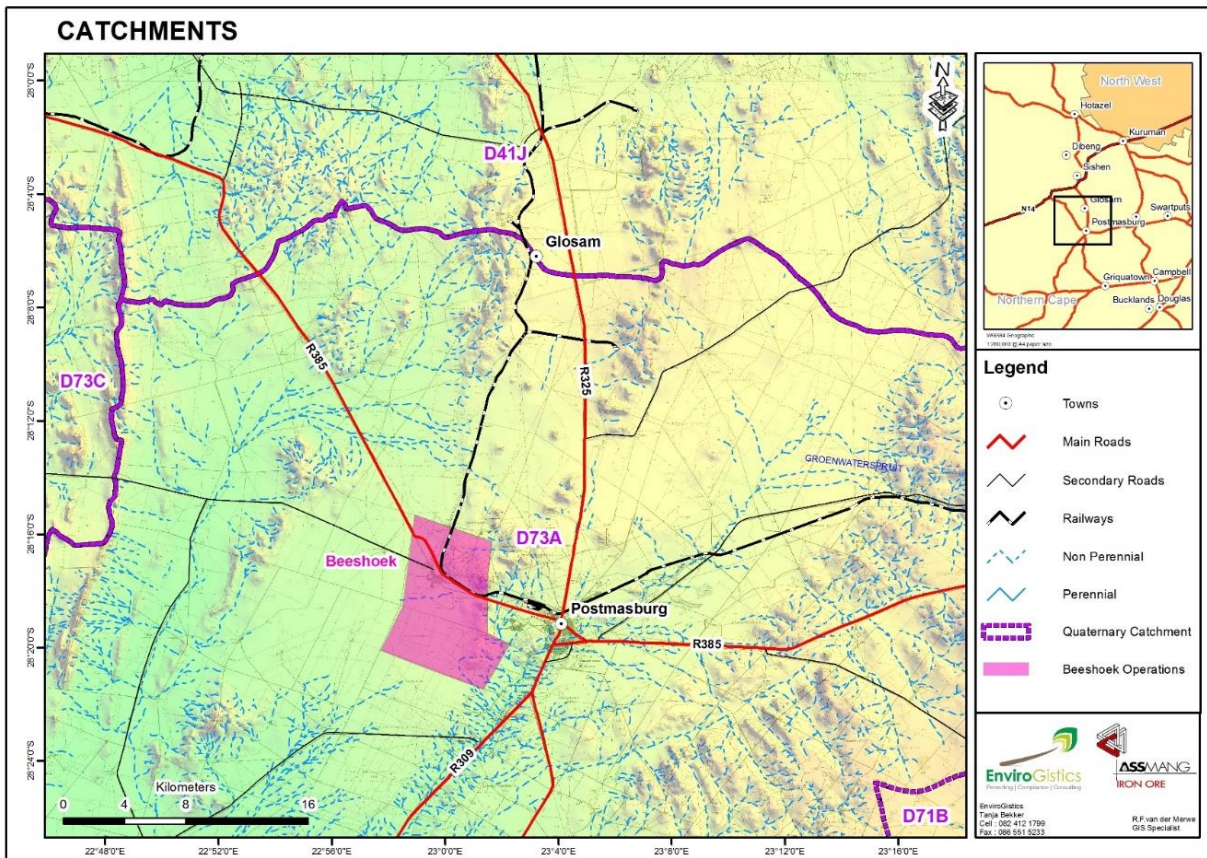 CATCHMENTS
N
28°0'0"S
28°4'0"S
28°8'0"S
28°12'0"S
28°16'0"S
28°20'0"S
28°24'0"S
D41J
Glosam
D73C
R385
R325
GROENWATERSPRUIT
D73A
Beeshoek
Postmasburg
R385
R309
D71B
Kilometers
0 4 8 16
22°48'0"E
22°52'0"E
22°56'0"E
23°0'0"E
23°4'0"E
23°8'0"E
23°12'0"E
23°16'0"E
North West
Hotazel
Kuruman
Dibeng
Sishen
N14
Glosam
Postmasburg
Swartputs
Griquatown
Campbell
Northern Cape
Bucklands
Douglas
WGS84 Geographic
Legend
Towns
Main Roads
Secondary Roads
Railways
Non Perennial
Perennial
Quaternary Catchment
Beeshoek Operations
EnviroGistics
Permitting | Compliance | Consulting
ASSMANG
IRON ORE
EnviroGistics
Tanja Bekker
Cell : 082 412 1799
Fax : 086 551 5233
R.F.van der Merwe
GIS Specialist